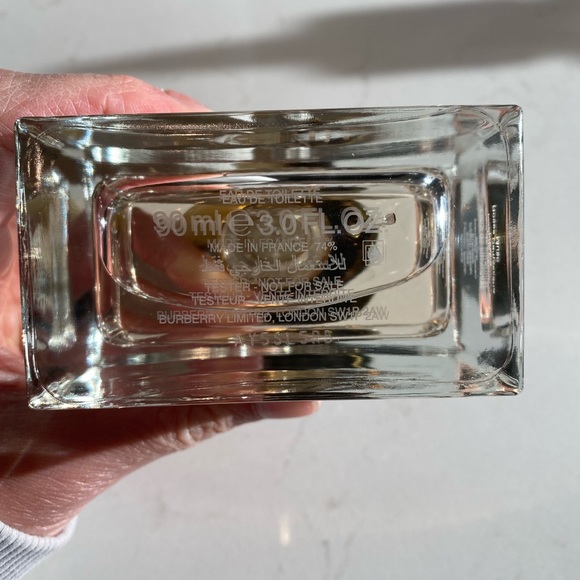 EAU DE TOILETTE
90 ml e 3.0 FL.OZ.
MADE IN FRANCE 74%
للاستعمال الخارجي فقط
TESTER - NOT FOR SALE
TESTEUR - VENTE INTERDITE
BURBERRY LIMITED, LONDON SW1P 2AW